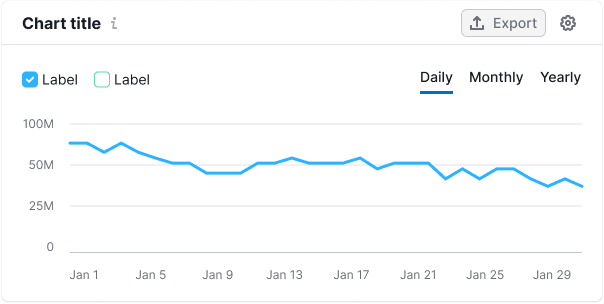 Chart title i Export
Label Label Daily Monthly Yearly
100M
50M
25M
0
Jan 1 Jan 5 Jan 9 Jan 13 Jan 17 Jan 21 Jan 25 Jan 29